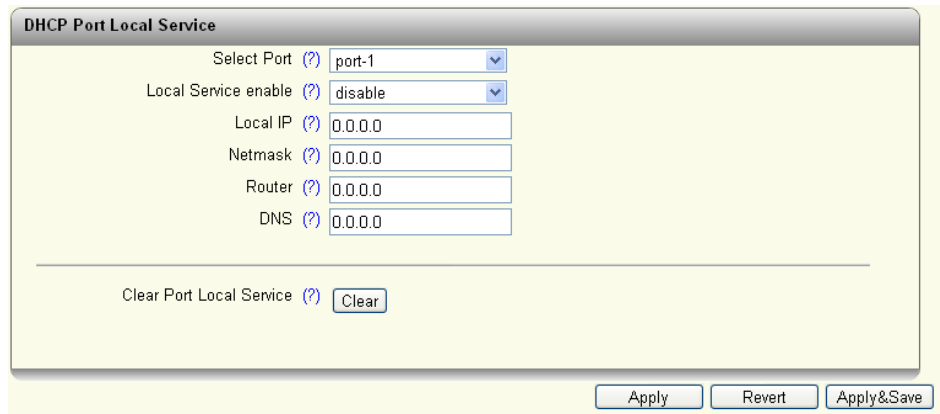 DHCP Port Local Service
Select Port (?) port-1
Local Service enable (?) disable
Local IP (?) 0.0.0.0
Netmask (?) 0.0.0.0
Router (?) 0.0.0.0
DNS (?) 0.0.0.0
Clear Port Local Service (?) Clear
Apply Revert Apply&Save